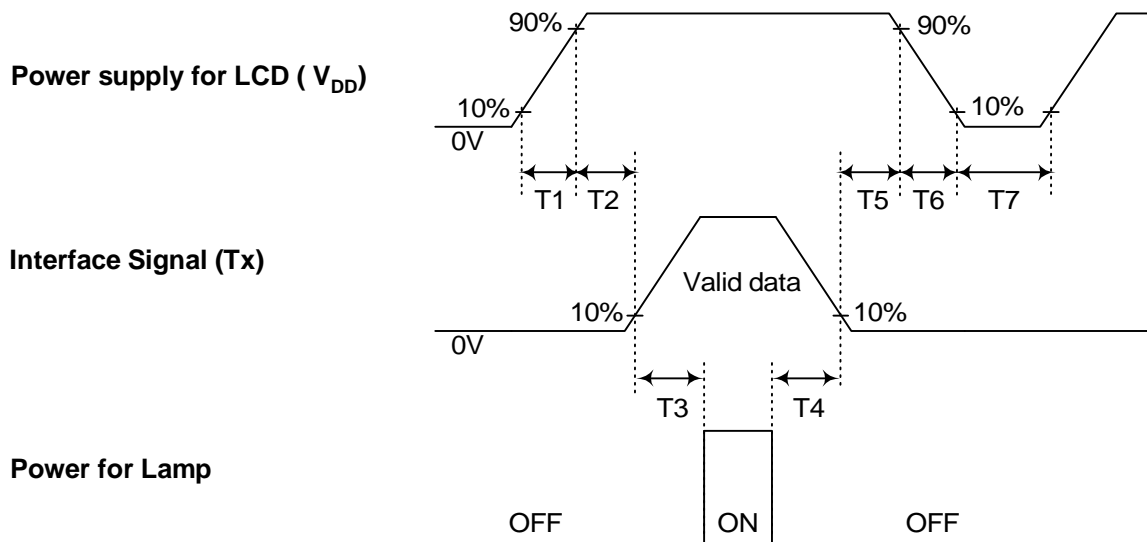 90%
90%
Power supply for LCD ( VDD)
10%
10%
0V
T1
T2
T5
T6
T7
Interface Signal (Tx)
Valid data
10%
10%
0V
T3
T4
Power for Lamp
OFF
ON
OFF